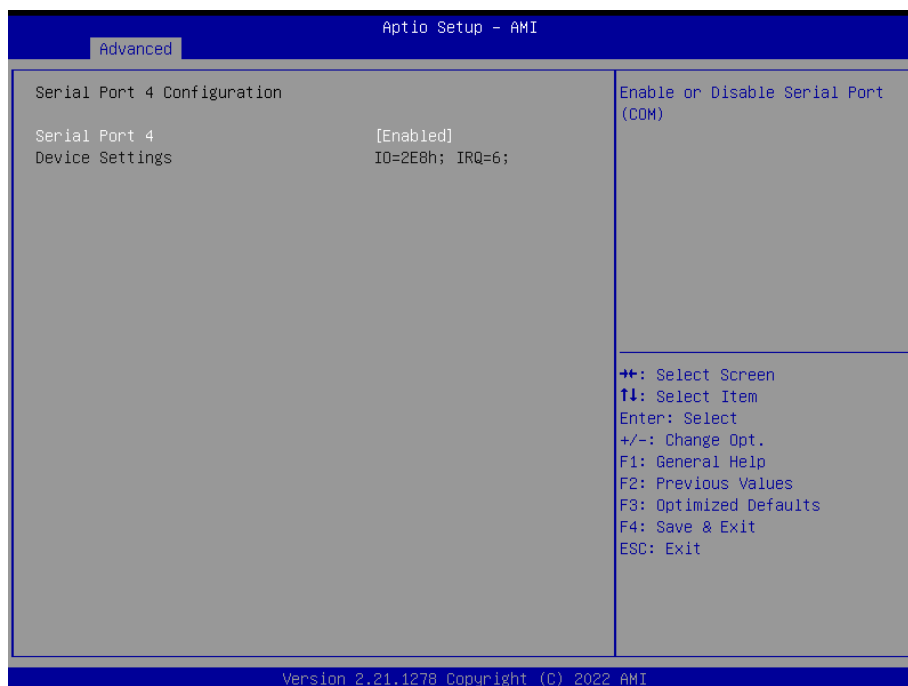 Aptio Setup – AMI
Advanced
Serial Port 4 Configuration
Serial Port 4 [Enabled]
Device Settings IO=2E8h; IRQ=6;
Enable or Disable Serial Port
(COM)
→←: Select Screen
↑↓: Select Item
Enter: Select
+/-: Change Opt.
F1: General Help
F2: Previous Values
F3: Optimized Defaults
F4: Save & Exit
ESC: Exit
Version 2.21.1278 Copyright (C) 2022 AMI